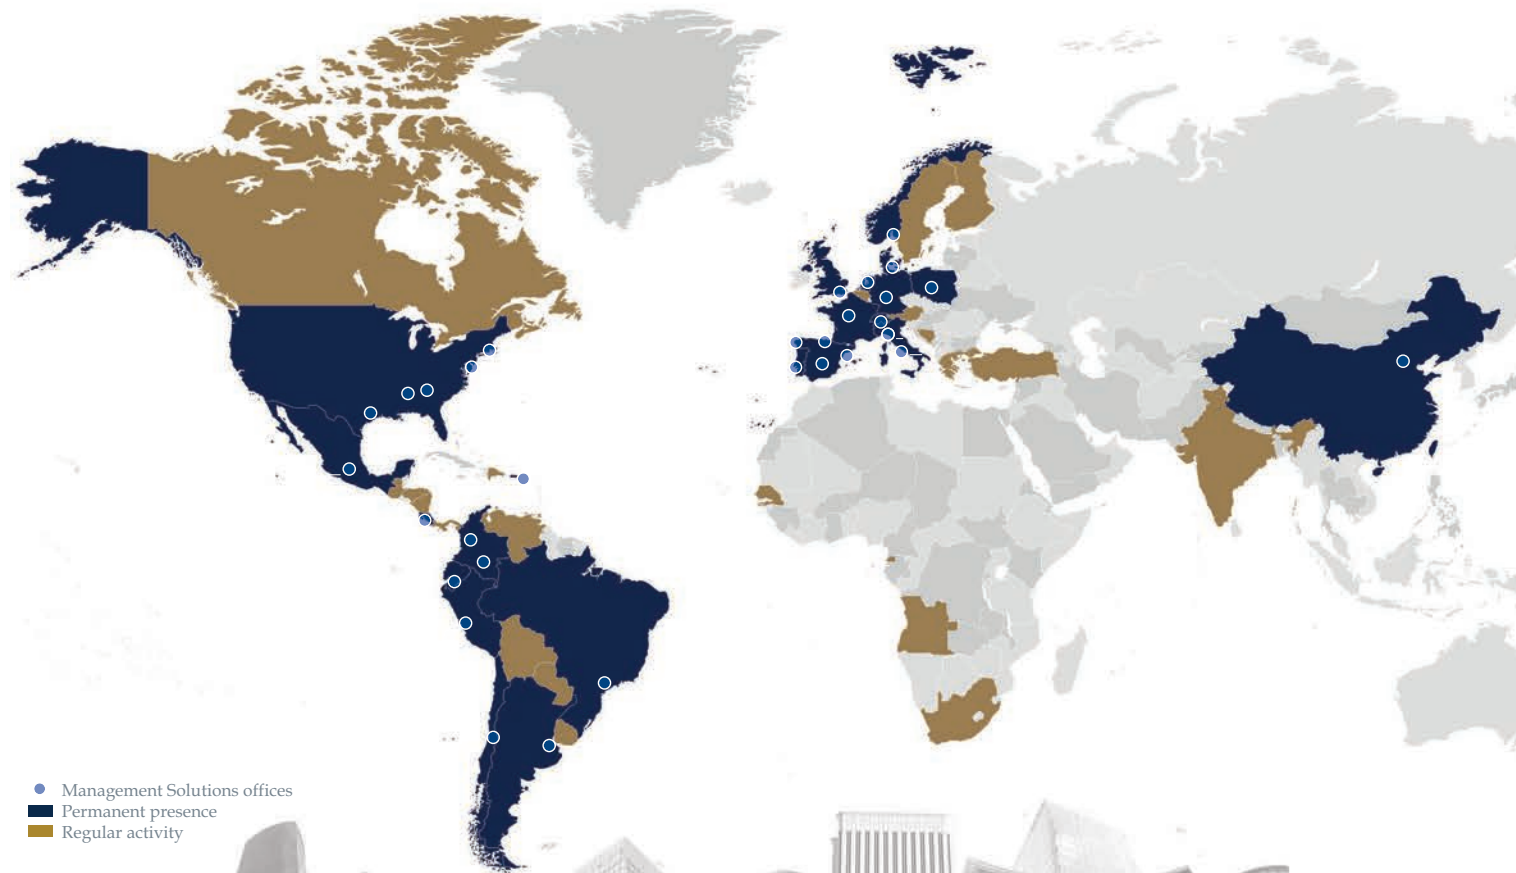 Management Solutions offices
Permanent presence
Regular activity